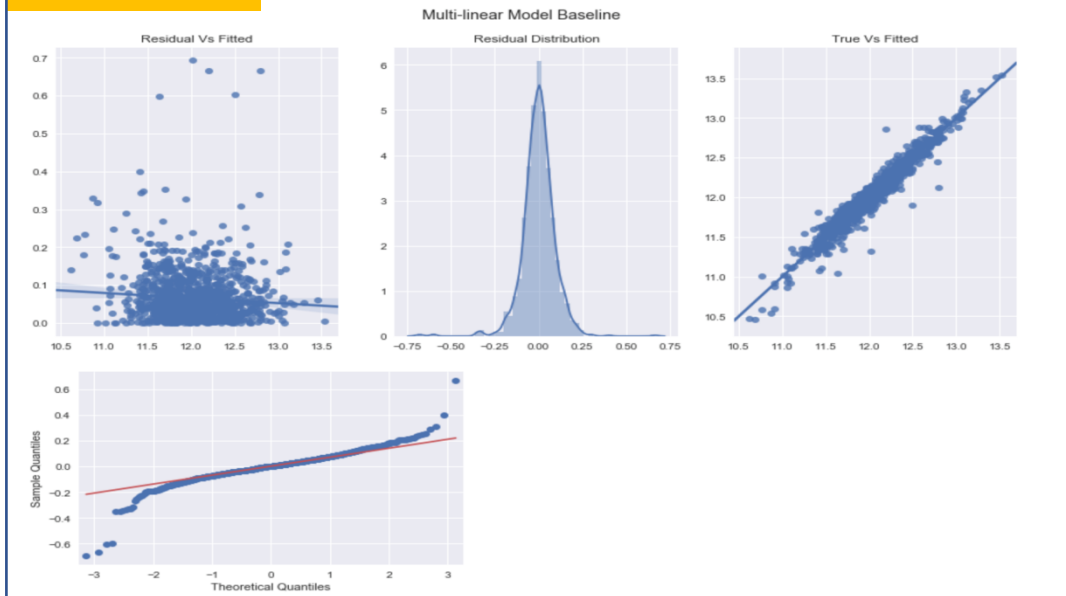 Multi-linear Model Baseline
Residual Vs Fitted
0.7
0.6
0.5
0.4
0.3
0.2
0.1
0.0
10.5 11.0 11.5 12.0 12.5 13.0 13.5
Residual Distribution
6
5
4
3
2
1
0
−0.75 −0.50 −0.25 0.00 0.25 0.50 0.75
True Vs Fitted
13.5
13.0
12.5
12.0
11.5
11.0
10.5
10.5 11.0 11.5 12.0 12.5 13.0 13.5
Sample Quantiles
0.6
0.4
0.2
0.0
−0.2
−0.4
−0.6
−3 −2 −1 0 1 2 3
Theoretical Quantiles